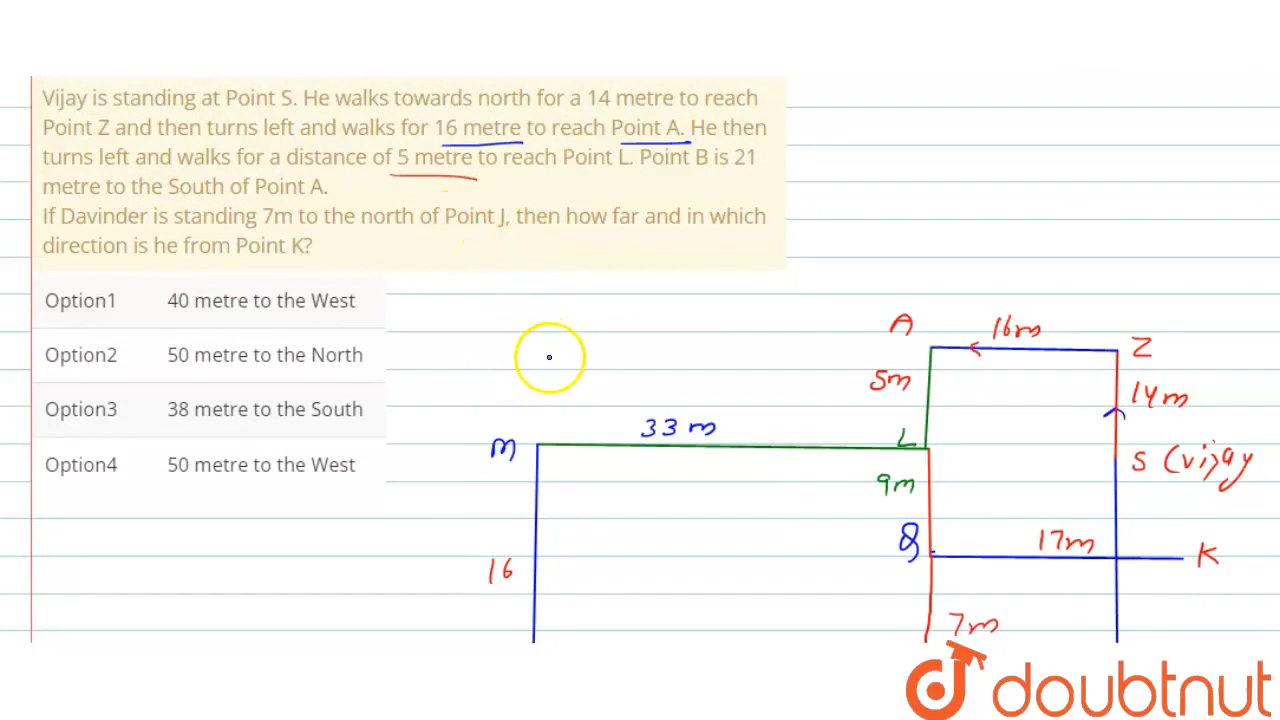 Vijay is standing at Point S. He walks towards north for a 14 metre to reach
Point Z and then turns left and walks for 16 metre to reach Point A. He then
turns left and walks for a distance of 5 metre to reach Point L. Point B is 21
metre to the South of Point A.
If Davinder is standing 7m to the north of Point J, then how far and in which
direction is he from Point K?
Option1 40 metre to the West
Option2 50 metre to the North
Option3 38 metre to the South
Option4 50 metre to the West
A 16m Z
5m 14m
M 33 m L
S (vijay
9m
Q 17m K
16
7m
doubtnut